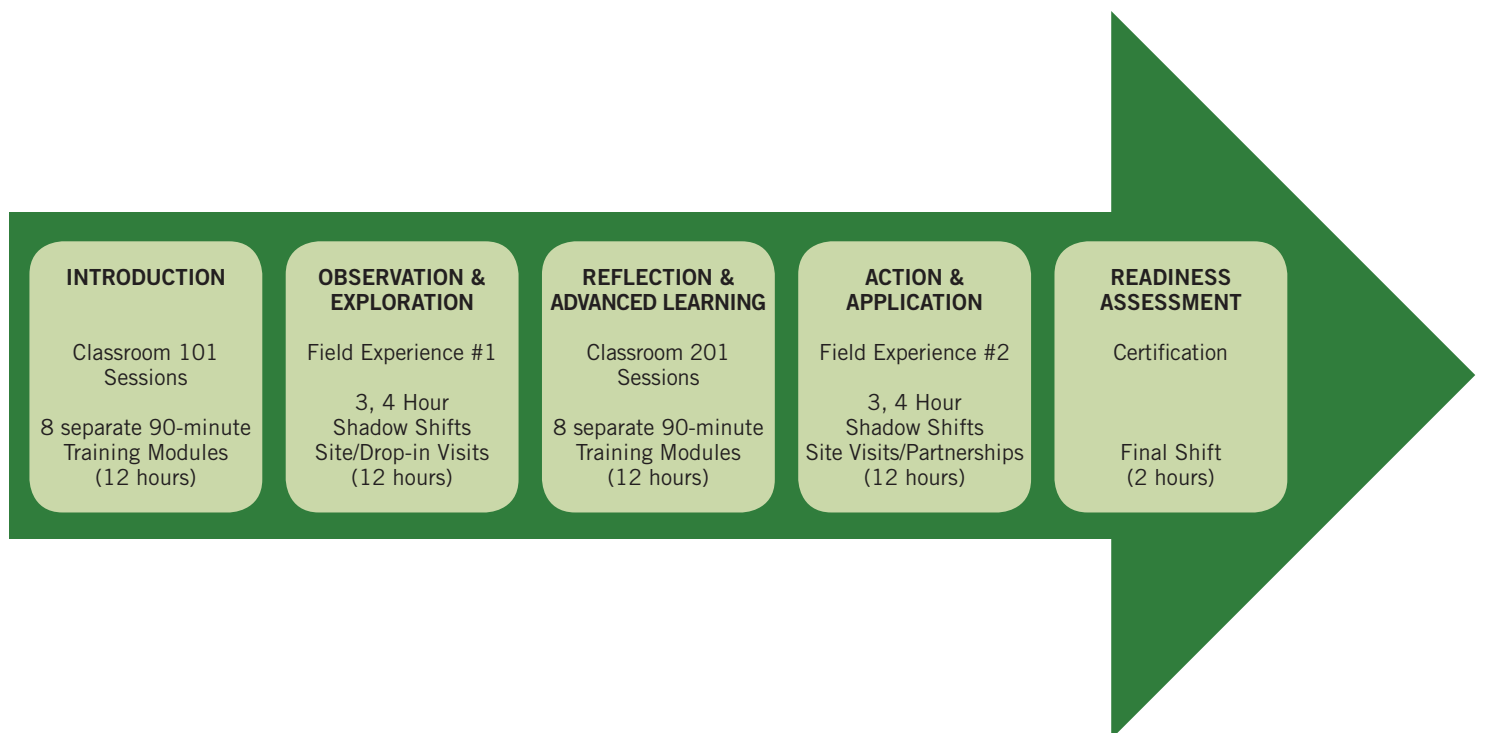 INTRODUCTION
Classroom 101
Sessions
8 separate 90-minute
Training Modules
(12 hours)
OBSERVATION &
EXPLORATION
Field Experience #1
3, 4 Hour
Shadow Shifts
Site/Drop-in Visits
(12 hours)
REFLECTION &
ADVANCED LEARNING
Classroom 201
Sessions
8 separate 90-minute
Training Modules
(12 hours)
ACTION &
APPLICATION
Field Experience #2
3, 4 Hour
Shadow Shifts
Site Visits/Partnerships
(12 hours)
READINESS
ASSESSMENT
Certification
Final Shift
(2 hours)